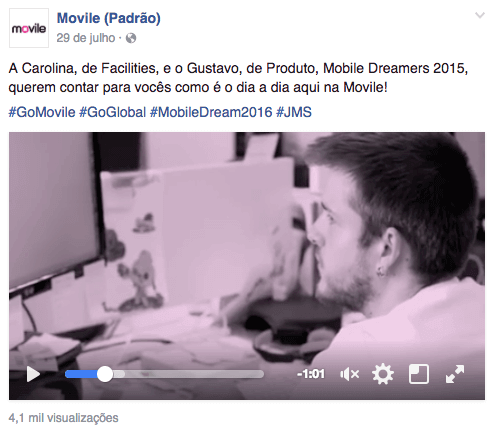 movile
Movile (Padrão)
29 de julho ·
A Carolina, de Facilities, e o Gustavo, de Produto, Mobile Dreamers 2015,
querem contar para vocês como é o dia a dia aqui na Movile!
#GoMovile #GoGlobal #MobileDream2016 #JMS
-1:01
4,1 mil visualizações